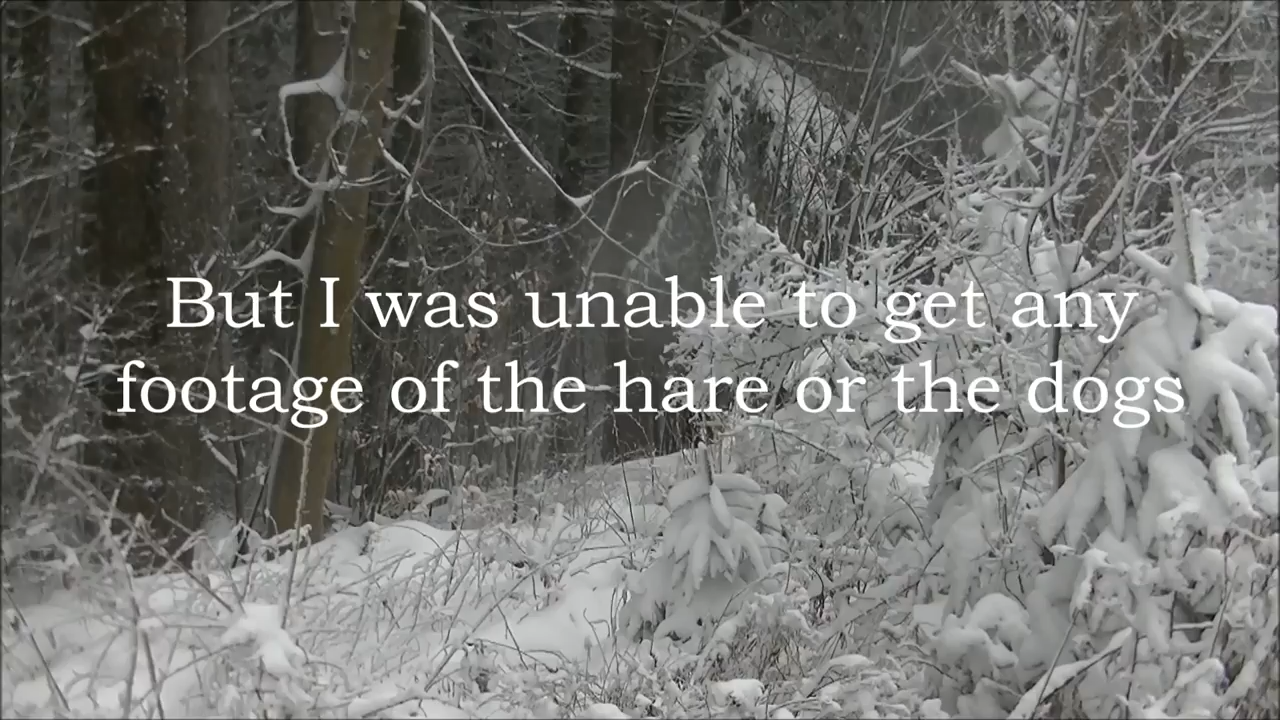 But I was unable to get any
footage of the hare or the dogs